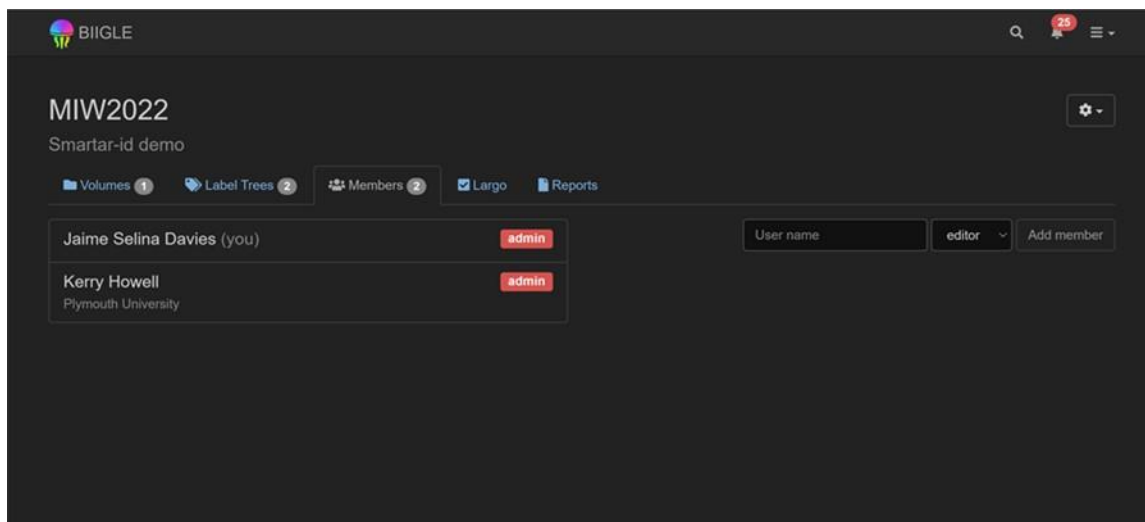 BIIGLE
25
MIW2022
Smartar-id demo
Volumes 1 Label Trees 2 Members 2 Largo Reports
Jaime Selina Davies (you) admin
User name editor Add member
Kerry Howell admin
Plymouth University